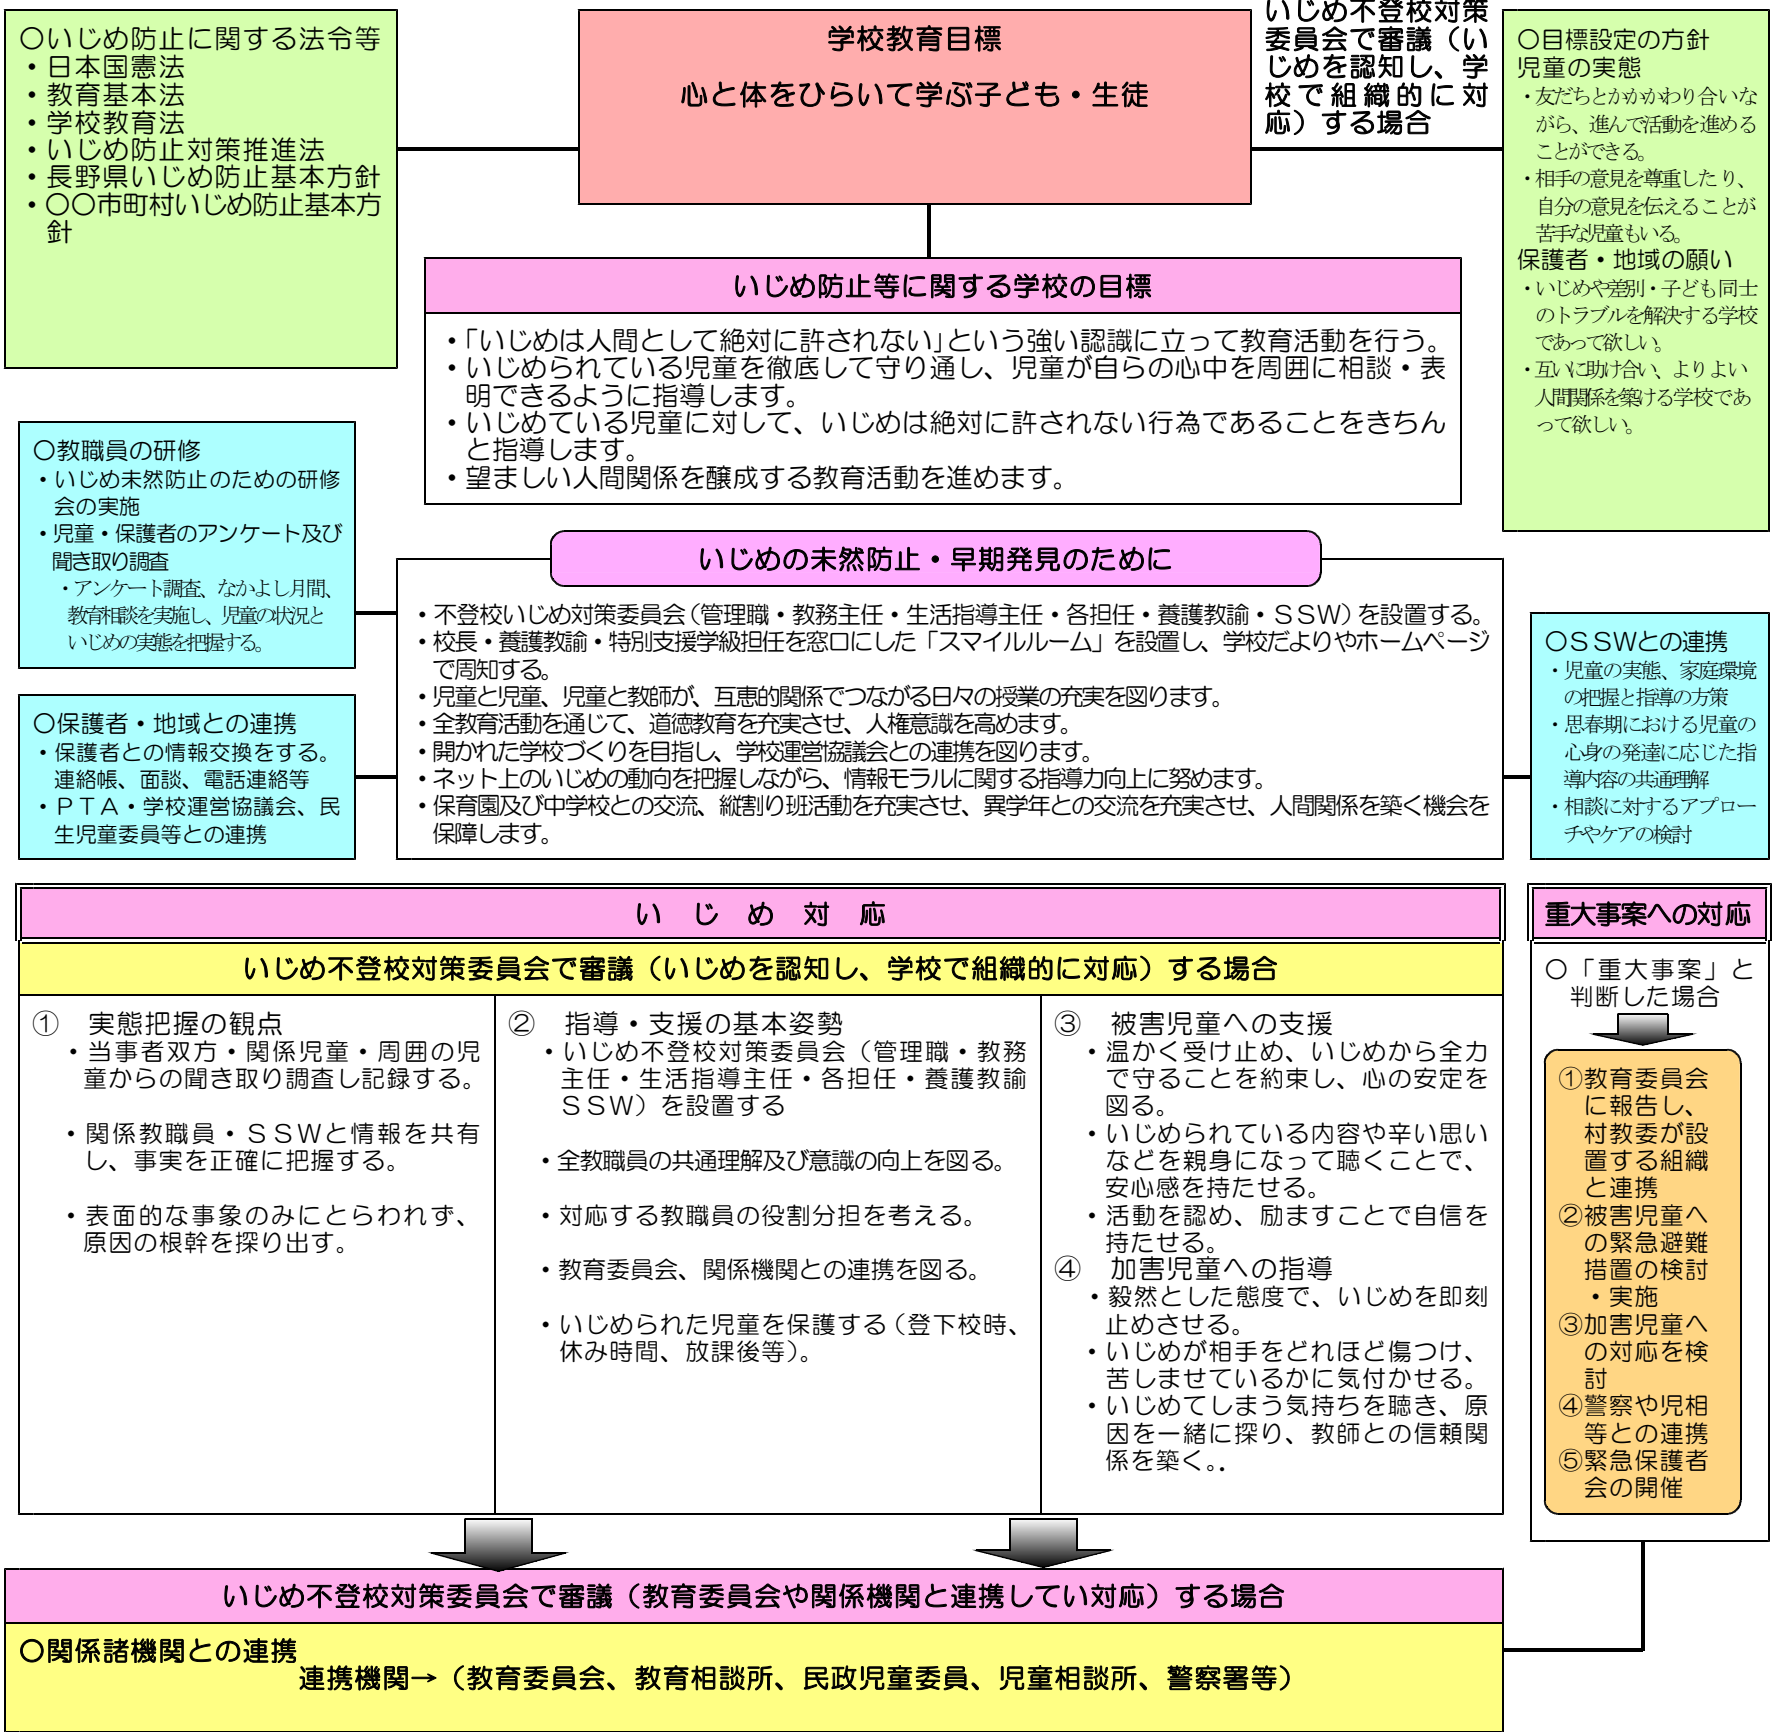 〇いじめ防止に関する法令等
・日本国憲法
・教育基本法
・学校教育法
・いじめ防止対策推進法
・長野県いじめ防止基本方針
・〇〇市町村いじめ防止基本方
針
学校教育目標
心と体をひらいて学ぶ子ども・生徒
いじめ不登校対策
委員会で審議（い
じめを認知し、学
校で組織的に対
応）する場合
〇目標設定の方針
児童の実態
・友だちとかかかわり合いな
がら、進んで活動を進める
ことができる。
・相手の意見を尊重したり、
自分の意見を伝えることが
苦手な児童もいる。
保護者・地域の願い
・いじめや差別・子ども同士
のトラブルを解決する学校
であって欲しい。
・互いに助け合い、よりよい
人間関係を築ける学校であ
って欲しい。
いじめ防止等に関する学校の目標
・「いじめは人間として絶対に許されない」という強い認識に立って教育活動を行う。
・いじめられている児童を徹底して守り通し、児童が自らの心中を周囲に相談・表
明できるように指導します。
・いじめている児童に対して、いじめは絶対に許されない行為であることをきちん
と指導します。
・望ましい人間関係を醸成する教育活動を進めます。
〇教職員の研修
・いじめ未然防止のための研修
会の実施
・児童・保護者のアンケート及び
聞き取り調査
・アンケート調査、なかよし月間、
教育相談を実施し、児童の状況と
いじめの実態を把握する。
〇保護者・地域との連携
・保護者との情報交換をする。
連絡帳、面談、電話連絡等
・ＰＴＡ・学校運営協議会、民
生児童委員等との連携
いじめの未然防止・早期発見のために
・不登校いじめ対策委員会（管理職・教務主任・生活指導主任・各担任・養護教諭・ＳＳＷ）を設置する。
・校長・養護教諭・特別支援学級担任を窓口にした「スマイルルーム」を設置し、学校だよりやホームページ
で周知する。
・児童と児童、児童と教師が、互恵的関係でつながる日々の授業の充実を図ります。
・全教育活動を通じて、道徳教育を充実させ、人権意識を高めます。
・開かれた学校づくりを目指し、学校運営協議会との連携を図ります。
・ネット上のいじめの動向を把握しながら、情報モラルに関する指導力向上に努めます。
・保育園及び中学校との交流、縦割り班活動を充実させ、異学年との交流を充実させ、人間関係を築く機会を
保障します。
〇ＳＳＷとの連携
・児童の実態、家庭環境
の把握と指導の方策
・思春期における児童の
心身の発達に応じた指
導内容の共通理解
・相談に対するアプロー
チやケアの検討
い　じ　め　対　応
いじめ不登校対策委員会で審議（いじめを認知し、学校で組織的に対応）する場合
①　実態把握の観点
・当事者双方・関係児童・周囲の児
童からの聞き取り調査し記録する。
・関係教職員・ＳＳＷと情報を共有
し、事実を正確に把握する。
・表面的な事象のみにとらわれず、
原因の根幹を探り出す。
②　指導・支援の基本姿勢
・いじめ不登校対策委員会（管理職・教務
主任・生活指導主任・各担任・養護教諭
ＳＳＷ）を設置する
・全教職員の共通理解及び意識の向上を図る。
・対応する教職員の役割分担を考える。
・教育委員会、関係機関との連携を図る。
・いじめられた児童を保護する（登下校時、
休み時間、放課後等）。
③　被害児童への支援
・温かく受け止め、いじめから全力
で守ることを約束し、心の安定を
図る。
・いじめられている内容や辛い思い
などを親身になって聴くことで、
安心感を持たせる。
・活動を認め、励ますことで自信を
持たせる。
④　加害児童への指導
・毅然とした態度で、いじめを即刻
止めさせる。
・いじめが相手をどれほど傷つけ、
苦しませているかに気付かせる。
・いじめてしまう気持ちを聴き、原
因を一緒に探り、教師との信頼関
係を築く。.
重大事案への対応
〇「重大事案」と
判断した場合
①教育委員会
に報告し、
村教委が設
置する組織
と連携
②被害児童へ
の緊急避難
措置の検討
・実施
③加害児童へ
の対応を検
討
④警察や児相
等との連携
⑤緊急保護者
会の開催
いじめ不登校対策委員会で審議（教育委員会や関係機関と連携してい対応）する場合
〇関係諸機関との連携
連携機関→（教育委員会、教育相談所、民政児童委員、児童相談所、警察署等）